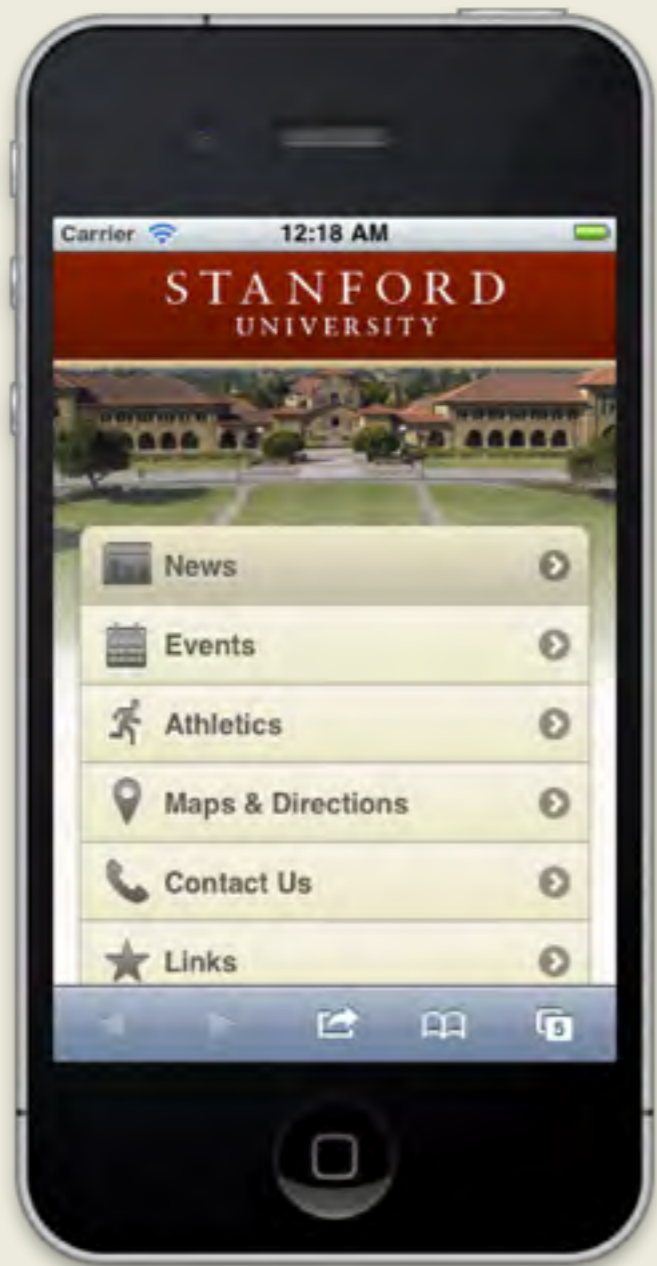 Carrier 12:18 AM
STANFORD
UNIVERSITY
News
Events
Athletics
Maps & Directions
Contact Us
Links
5